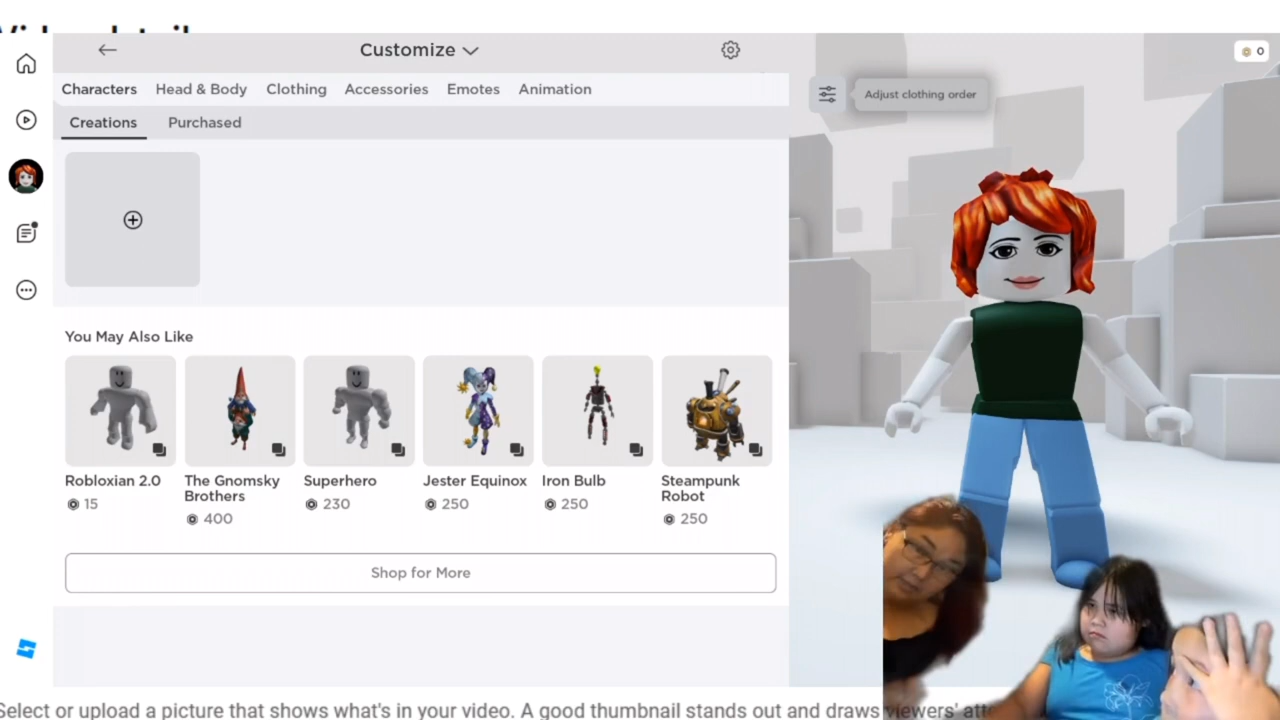 Customize
0
Characters Head & Body Clothing Accessories Emotes Animation
Adjust clothing order
Creations Purchased
You May Also Like
Robloxian 2.0
15
The Gnomsky
Brothers
400
Superhero
230
Jester Equinox
250
Iron Bulb
250
Steampunk
Robot
250
Shop for More
Select or upload a picture that shows what's in your video. A good thumbnail stands out and draws viewers'